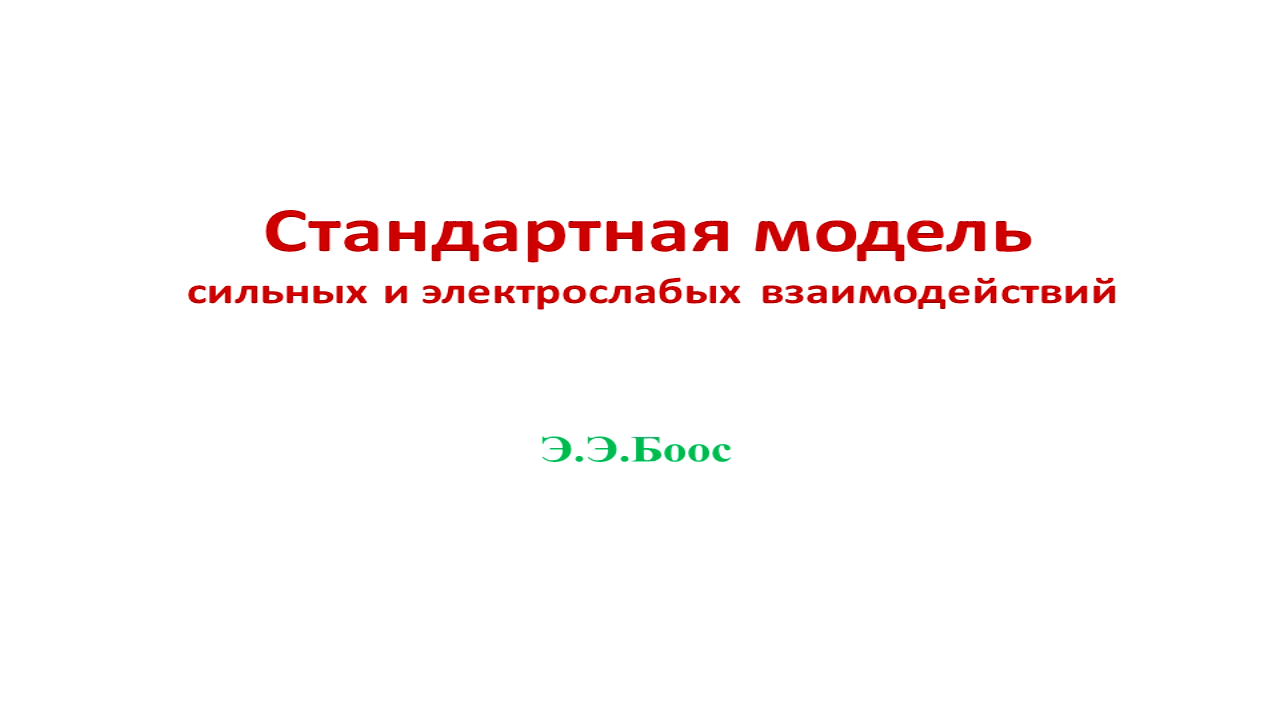 Стандартная модель
сильных и электрослабых взаимодействий
Э.Э.Боос